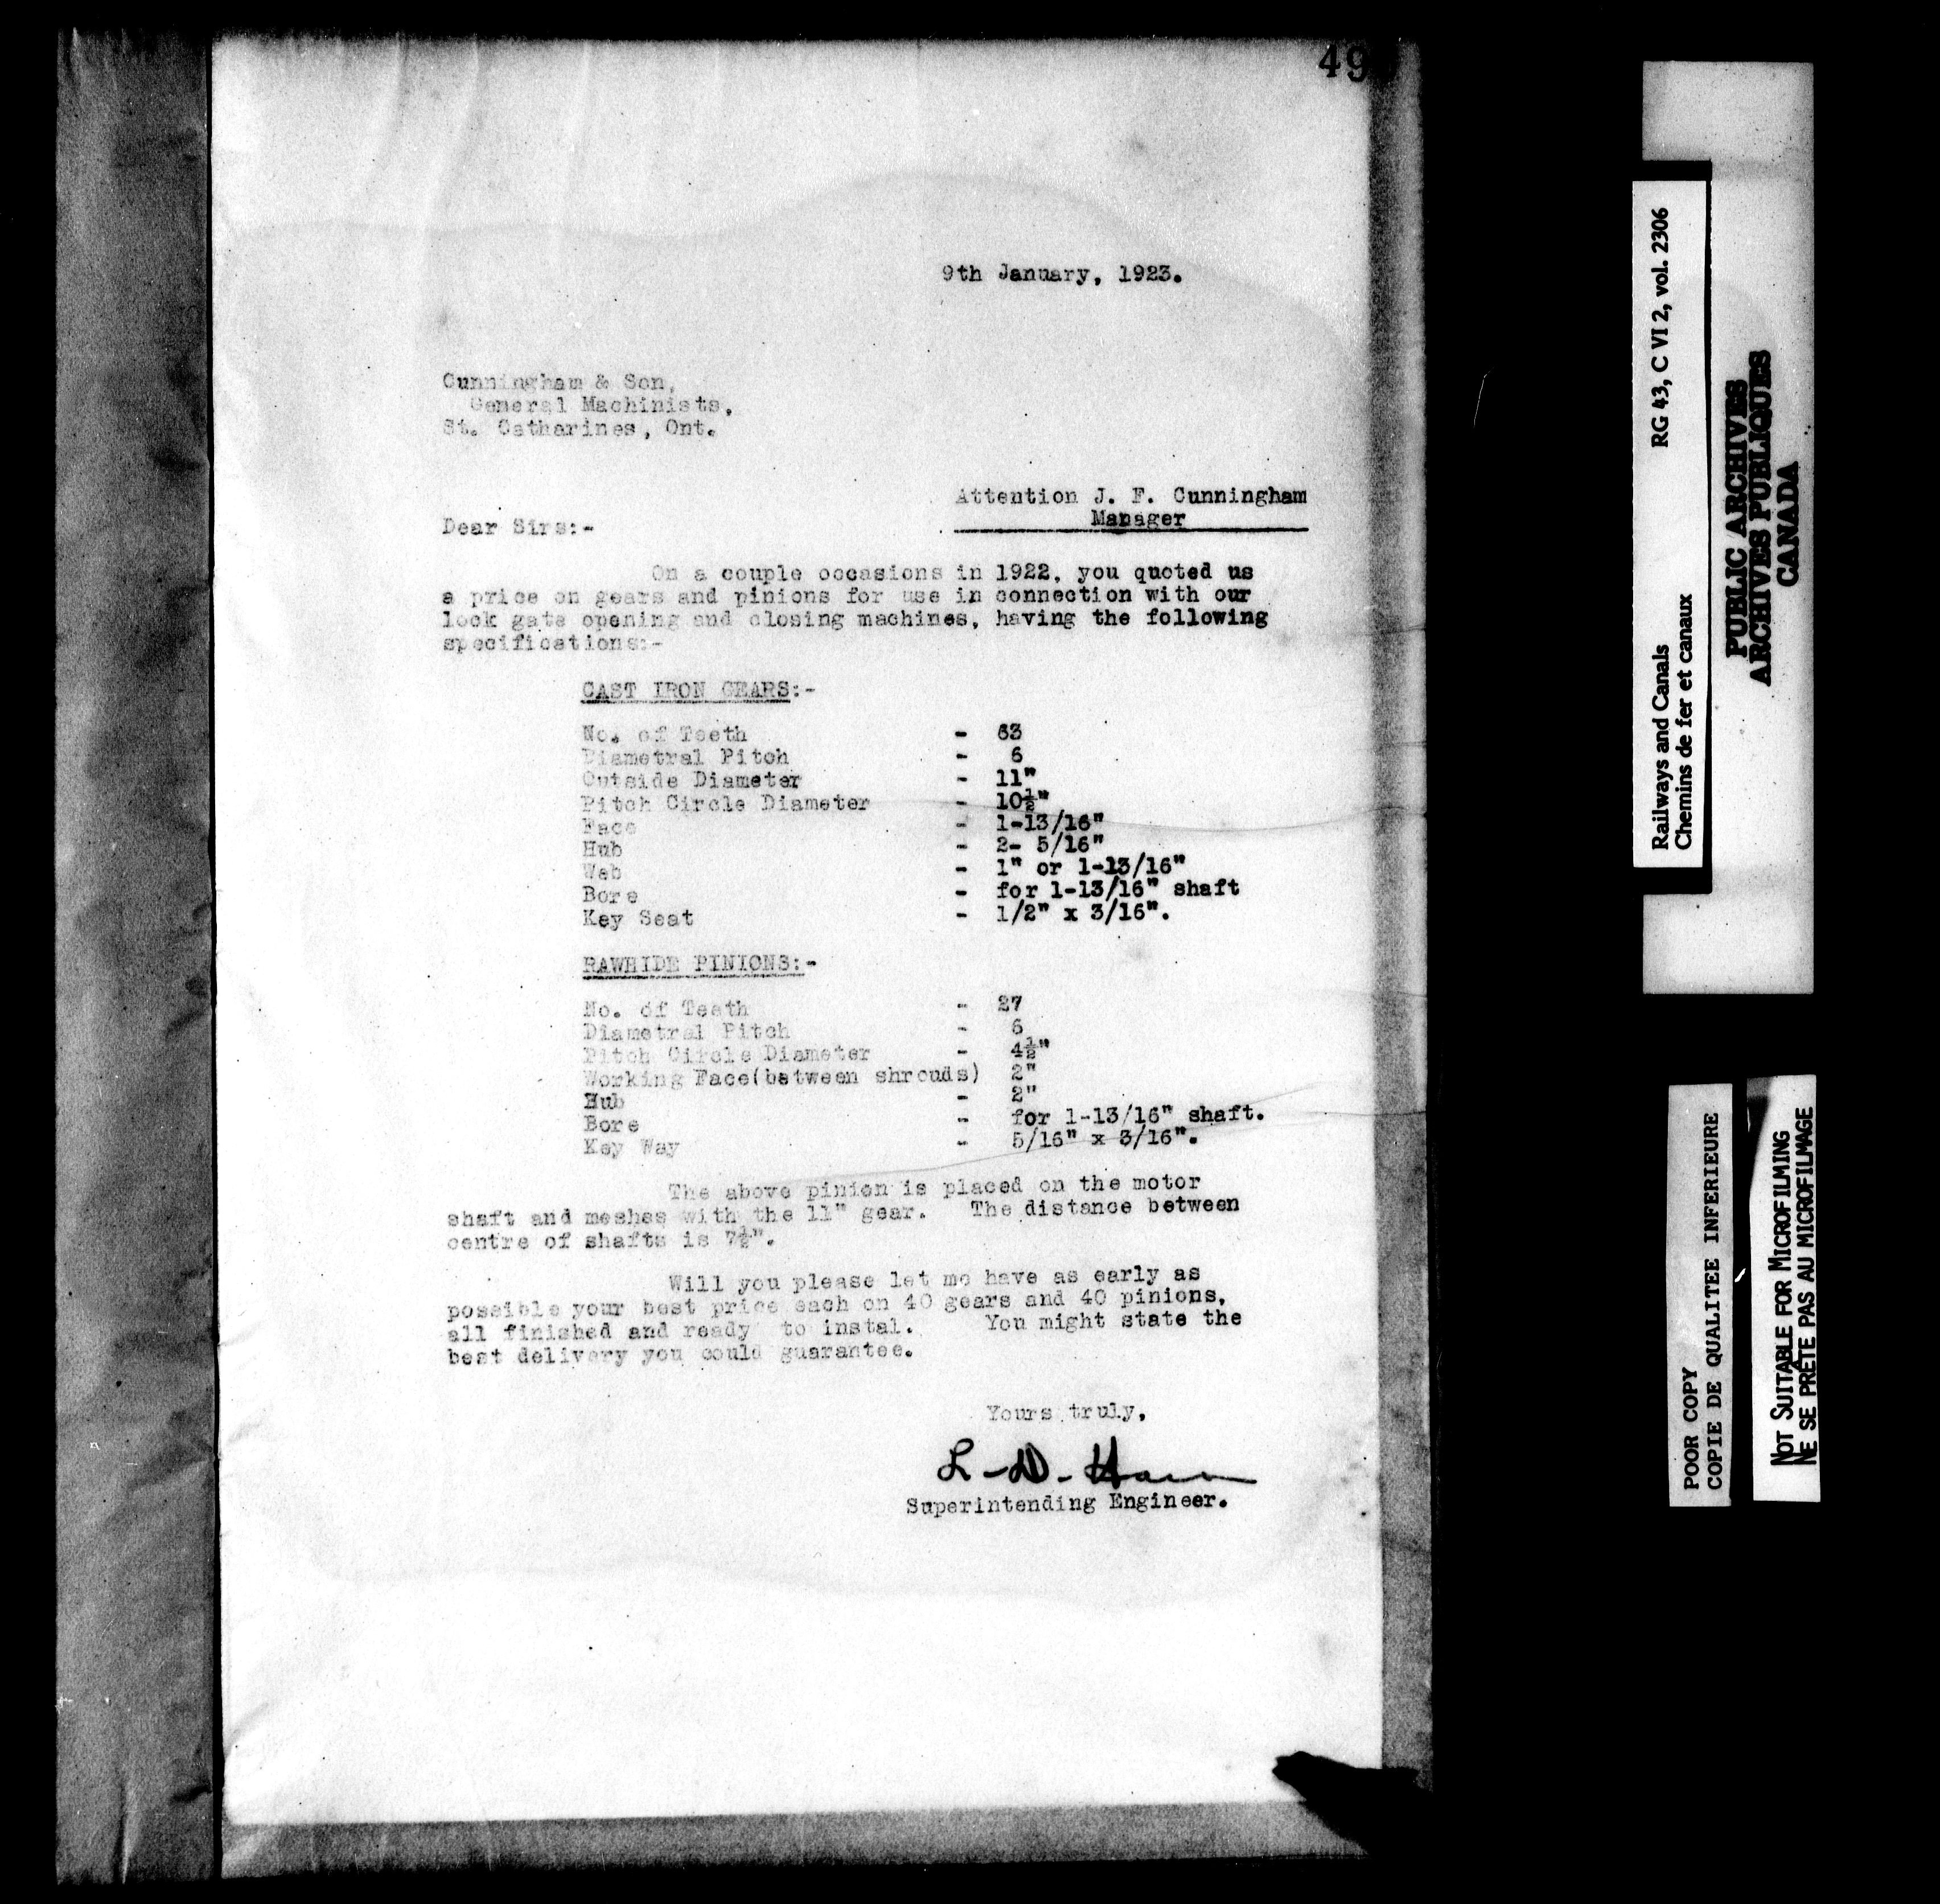 49
9th January, 1923.
Cunningham & Son,
General Machinists,
St. Catharines, Ont.
Attention J. F. Cunningham
Manager
Dear Sirs:-
On a couple occasions in 1922, you quoted us
a price on gears and pinions for use in connection with our
lock gate opening and closing machines, having the following
specifications:-
CAST IRON GEARS:-
No. of Teeth - 63
Diametral Pitch - 6
Outside Diameter - 11"
Pitch Circle Diameter - 10½"
Face - 1-13/16"
Hub - 2- 5/16"
Web - 1" or 1-13/16"
Bore - for 1-13/16" shaft
Key Seat - 1/2" x 3/16".
RAWHIDE PINIONS:-
No. of Teeth - 27
Diametral Pitch - 6
Pitch Circle Diameter - 4½"
Working Face(between shrouds) 2"
Hub - 2"
Bore - for 1-13/16" shaft.
Key Way - 5/16" x 3/16".
The above pinion is placed on the motor
shaft and meshes with the 11" gear. The distance between
centre of shafts is 7½".
Will you please let me have as early as
possible your best price each on 40 gears and 40 pinions,
all finished and ready to instal. You might state the
best delivery you could guarantee.
Yours truly,
L-D-
Superintending Engineer.
Railways and Canals RG 43, C VI 2, vol. 2306
Chemins de fer et canaux
PUBLIC ARCHIVES
ARCHIVES PUBLIQUES
CANADA
POOR COPY
COPIE DE QUALITEE INFERIEURE
NOT SUITABLE FOR MICROFILMING
NE SE PRÊTE PAS AU MICROFILMAGE